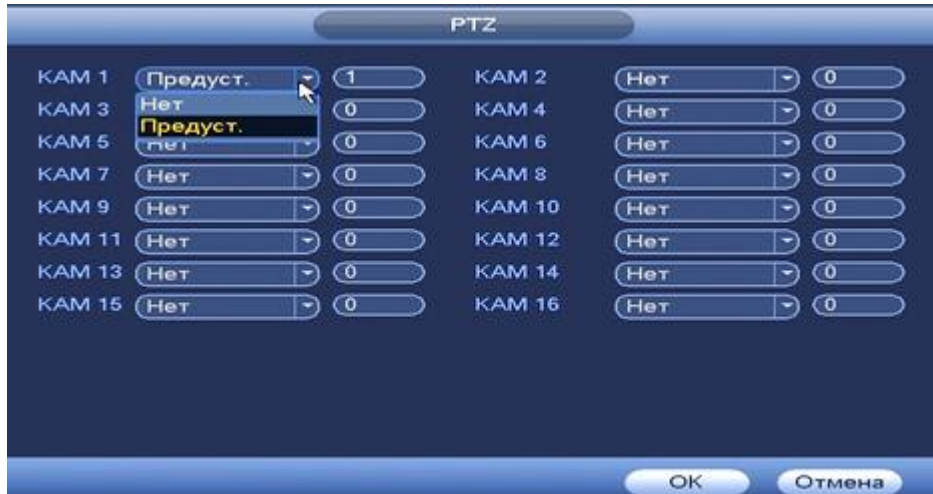 PTZ
КАМ 1 Предуст. 1 КАМ 2 Нет 0
Нет
Предуст.
КАМ 3 0 КАМ 4 Нет 0
КАМ 5 Нет 0 КАМ 6 Нет 0
КАМ 7 Нет 0 КАМ 8 Нет 0
КАМ 9 Нет 0 КАМ 10 Нет 0
КАМ 11 Нет 0 КАМ 12 Нет 0
КАМ 13 Нет 0 КАМ 14 Нет 0
КАМ 15 Нет 0 КАМ 16 Нет 0
OK Отмена